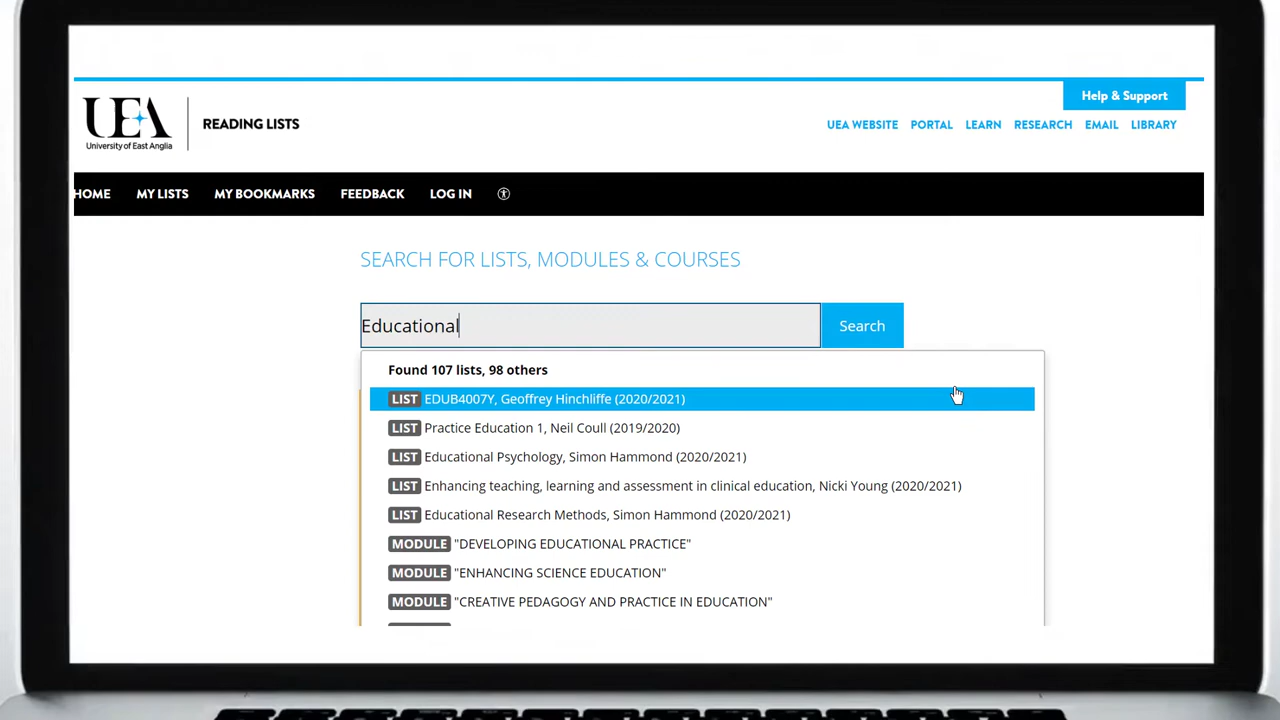 Help & Support
UEA
University of East Anglia
READING LISTS
UEA WEBSITE PORTAL LEARN RESEARCH EMAIL LIBRARY
HOME MY LISTS MY BOOKMARKS FEEDBACK LOG IN
SEARCH FOR LISTS, MODULES & COURSES
Educational Search
Found 107 lists, 98 others
LIST EDUB4007Y, Geoffrey Hinchliffe (2020/2021)
LIST Practice Education 1, Neil Coull (2019/2020)
LIST Educational Psychology, Simon Hammond (2020/2021)
LIST Enhancing teaching, learning and assessment in clinical education, Nicki Young (2020/2021)
LIST Educational Research Methods, Simon Hammond (2020/2021)
MODULE "DEVELOPING EDUCATIONAL PRACTICE"
MODULE "ENHANCING SCIENCE EDUCATION"
MODULE "CREATIVE PEDAGOGY AND PRACTICE IN EDUCATION"